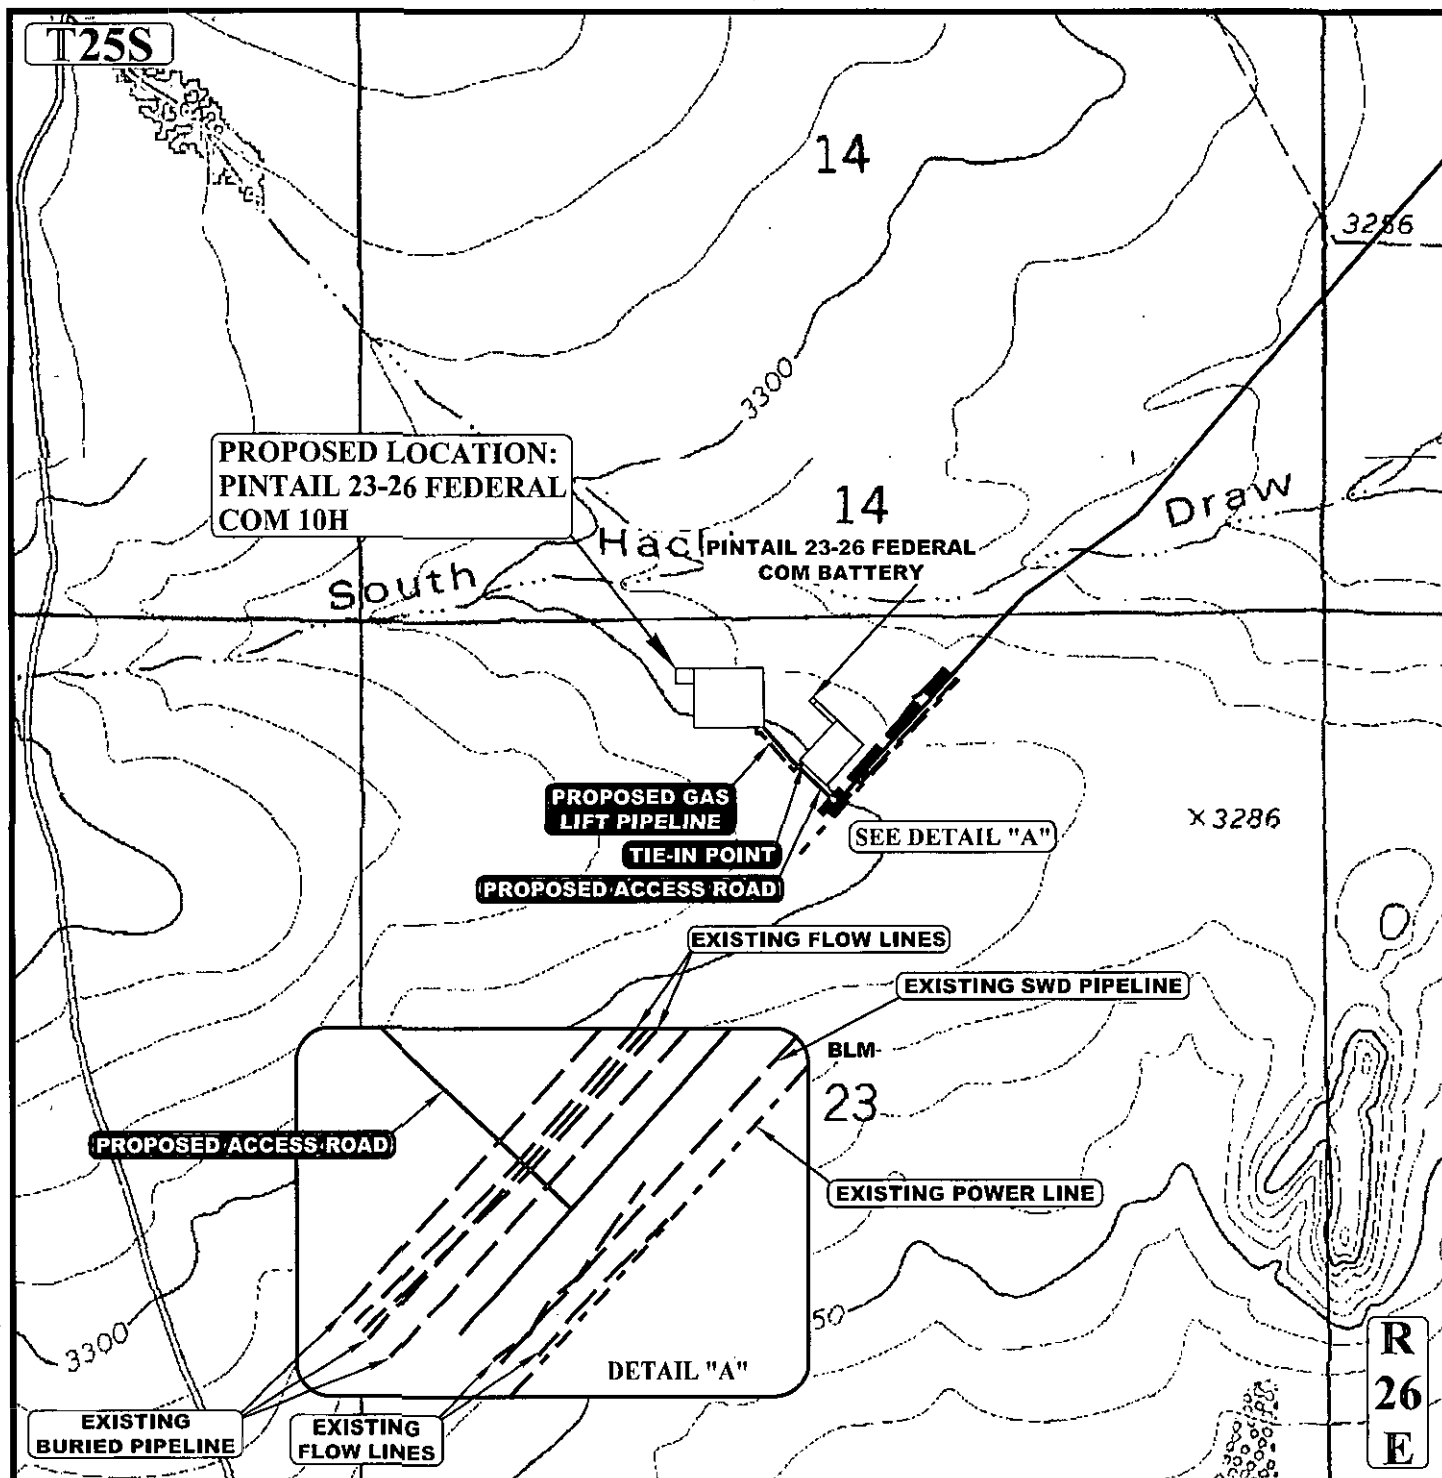 T25S
14
3286
3300
PROPOSED LOCATION:
PINTAIL 23-26 FEDERAL
COM 10H
14
Draw
PINTAIL 23-26 FEDERAL
COM BATTERY
South
PROPOSED GAS
LIFT PIPELINE
TIE-IN POINT
PROPOSED ACCESS ROAD
SEE DETAIL "A"
3286
EXISTING FLOW LINES
EXISTING SWD PIPELINE
BLM
23
PROPOSED ACCESS ROAD
EXISTING POWER LINE
3300
50
DETAIL "A"
R
26
E
EXISTING
BURIED PIPELINE
EXISTING
FLOW LINES